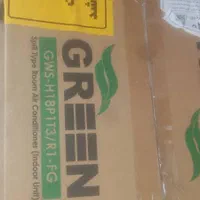 GREEN
GWS-H18P1T3/R1-FG
Split Type Room Air Conditioner (Indoor Unit)